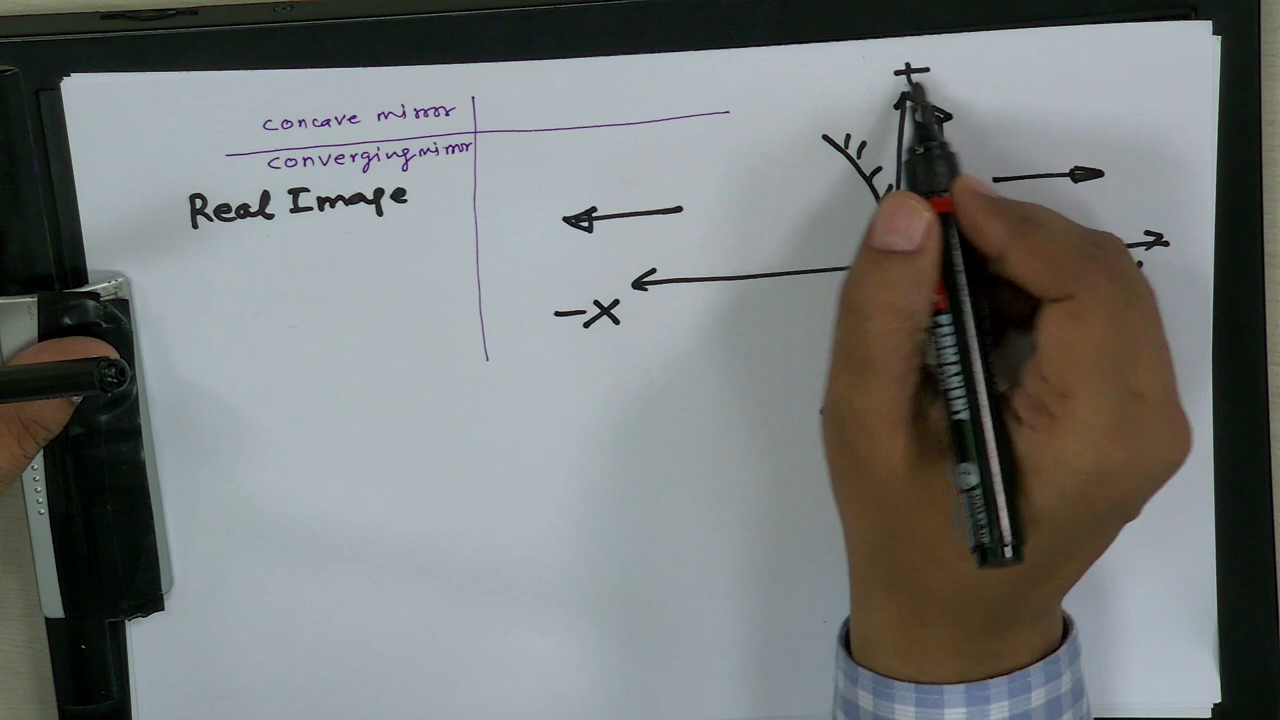 concave mirror
converging mirror
Real Image
+
-X